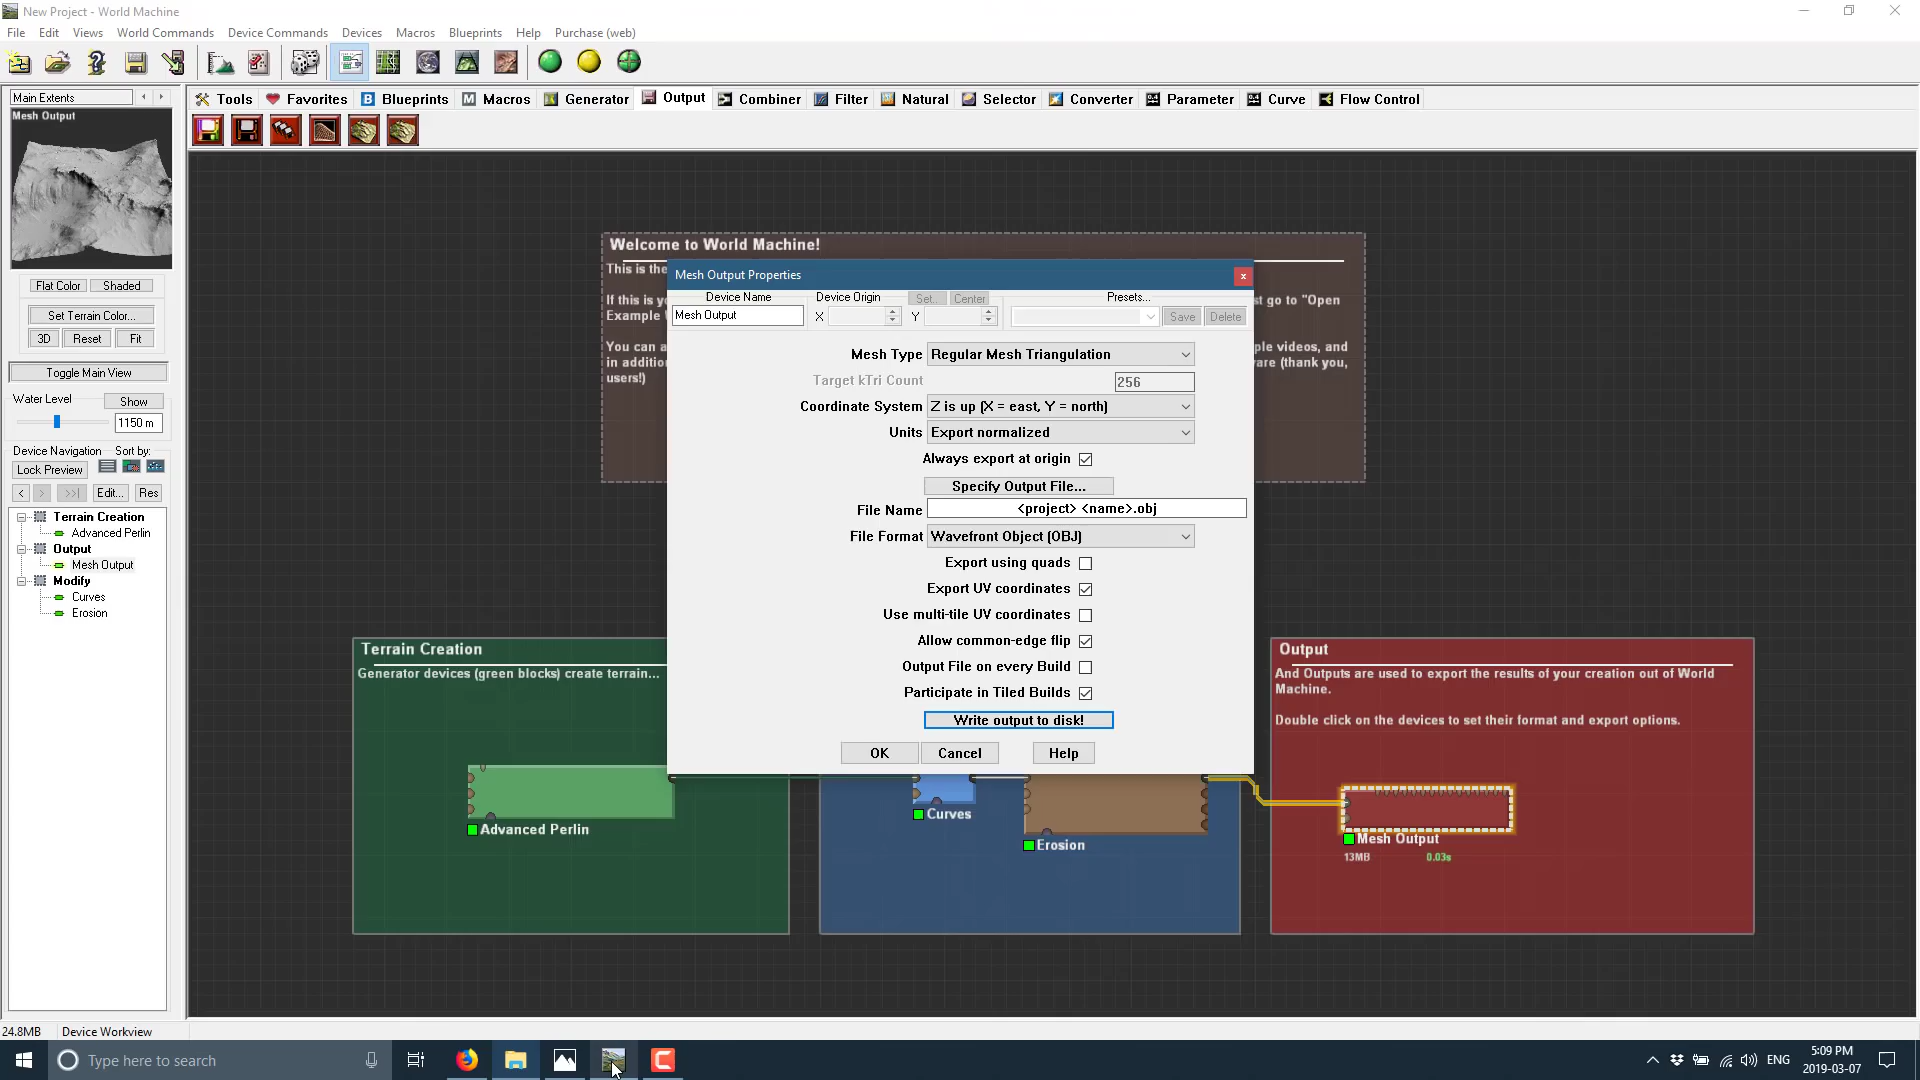 New Project - World Machine
File Edit Views World Commands Device Commands Devices Macros Blueprints Help Purchase (web)
Main Extents
Mesh Output
Tools Favorites Blueprints Macros Generator Output Combiner Filter Natural Selector Converter Parameter Curve Flow Control
Flat Color Shaded
Set Terrain Color...
3D Reset Fit
Toggle Main View
Water Level Show
1150 m
Device Navigation Sort by:
Lock Preview
< > >>| Edit... Res
Terrain Creation
Advanced Perlin
Output
Mesh Output
Modify
Curves
Erosion
Welcome to World Machine!
This is the
If this is yo
Example
You can a
in addition
users!)
st go to "Open
ple videos, and
are (thank you,
Mesh Output Properties
Device Name Device Origin Set... Center Presets...
Mesh Output X Y Save Delete
Mesh Type Regular Mesh Triangulation
Target kTri Count 256
Coordinate System Z is up (X = east, Y = north)
Units Export normalized
Always export at origin
Specify Output File...
File Name <project> <name>.obj
File Format Wavefront Object (OBJ)
Export using quads
Export UV coordinates
Use multi-tile UV coordinates
Allow common-edge flip
Output File on every Build
Participate in Tiled Builds
Write output to disk!
OK Cancel Help
Terrain Creation
Generator devices (green blocks) create terrain...
Advanced Perlin
Curves
Erosion
Output
And Outputs are used to export the results of your creation out of World
Machine.
Double click on the devices to set their format and export options.
Mesh Output
13MB 0.03s
24.8MB Device Workview
Type here to search
ENG
5:09 PM
2019-03-07